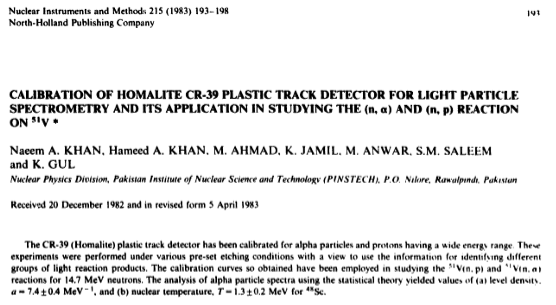 Nuclear Instruments and Methods 215 (1983) 193–198
North-Holland Publishing Company
193
CALIBRATION OF HOMALITE CR-39 PLASTIC TRACK DETECTOR FOR LIGHT PARTICLE
SPECTROMETRY AND ITS APPLICATION IN STUDYING THE (n, α) AND (n, p) REACTION
ON ⁵¹V *
Naeem A. KHAN, Hameed A. KHAN, M. AHMAD, K. JAMIL, M. ANWAR, S.M. SALEEM
and K. GUL
Nuclear Physics Division, Pakistan Institute of Nuclear Science and Technology (PINSTECH), P.O. Nilore, Rawalpindi, Pakistan
Received 20 December 1982 and in revised form 5 April 1983
The CR-39 (Homalite) plastic track detector has been calibrated for alpha particles and protons having a wide energy range. These
experiments were performed under various pre-set etching conditions with a view to use the information for identifying different
groups of light reaction products. The calibration curves so obtained have been employed in studying the ⁵¹V(n, p) and ⁵¹V(n, α)
reactions for 14.7 MeV neutrons. The analysis of alpha particle spectra using the statistical theory yielded values of (a) level density,
a = 7.4±0.4 MeV⁻¹, and (b) nuclear temperature, T = 1.3±0.2 MeV for ⁴⁸Sc.